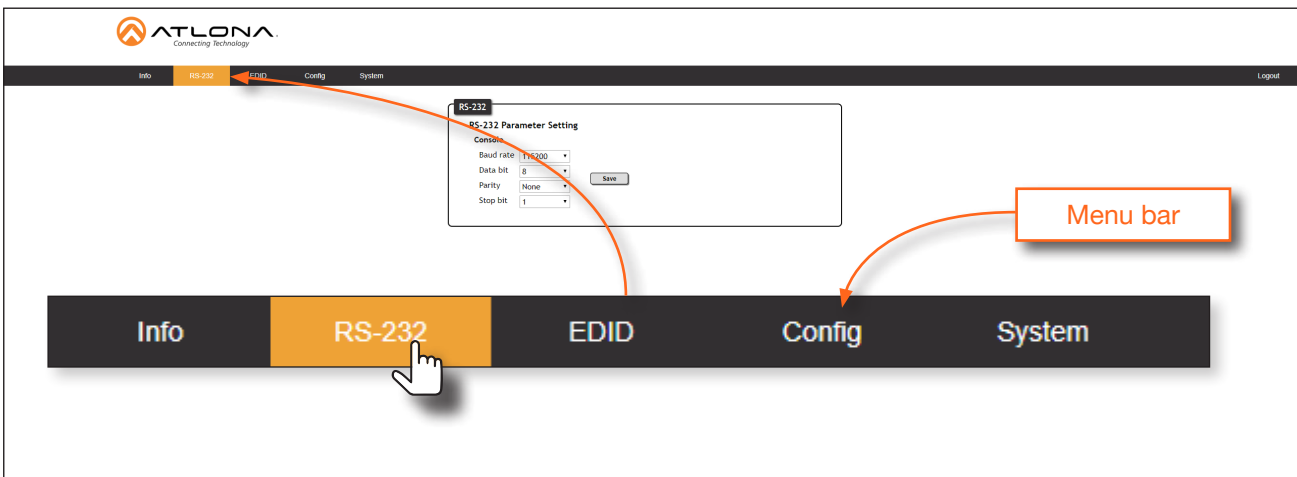 ATLONA.
Connecting Technology
Info RS-232 EDID Config System Logout
RS-232
RS-232 Parameter Setting
Console
Baud rate 115200
Data bit 8
Save
Parity None
Stop bit 1
Menu bar
Info RS-232 EDID Config System